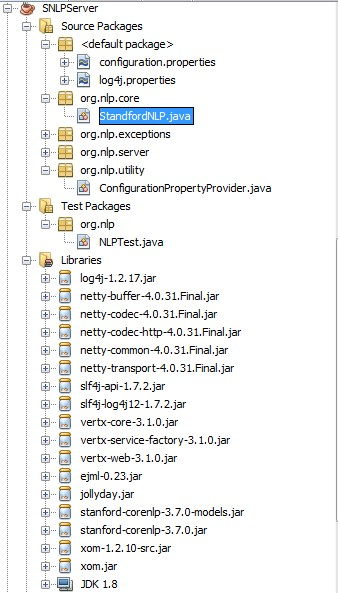 SNLPServer
Source Packages
<default package>
configuration.properties
log4j.properties
org.nlp.core
StandfordNLP.java
org.nlp.exceptions
org.nlp.server
org.nlp.utility
ConfigurationPropertyProvider.java
Test Packages
org.nlp
NLPTest.java
Libraries
log4j-1.2.17.jar
netty-buffer-4.0.31.Final.jar
netty-codec-4.0.31.Final.jar
netty-codec-http-4.0.31.Final.jar
netty-common-4.0.31.Final.jar
netty-transport-4.0.31.Final.jar
slf4j-api-1.7.2.jar
slf4j-log4j12-1.7.2.jar
vertx-core-3.1.0.jar
vertx-service-factory-3.1.0.jar
vertx-web-3.1.0.jar
ejml-0.23.jar
jollyday.jar
stanford-corenlp-3.7.0-models.jar
stanford-corenlp-3.7.0.jar
xom-1.2.10-src.jar
xom.jar
JDK 1.8